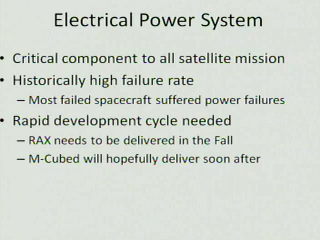 Electrical Power System
• Critical component to all satellite mission
• Historically high failure rate
– Most failed spacecraft suffered power failures
• Rapid development cycle needed
– RAX needs to be delivered in the Fall
– M-Cubed will hopefully deliver soon after